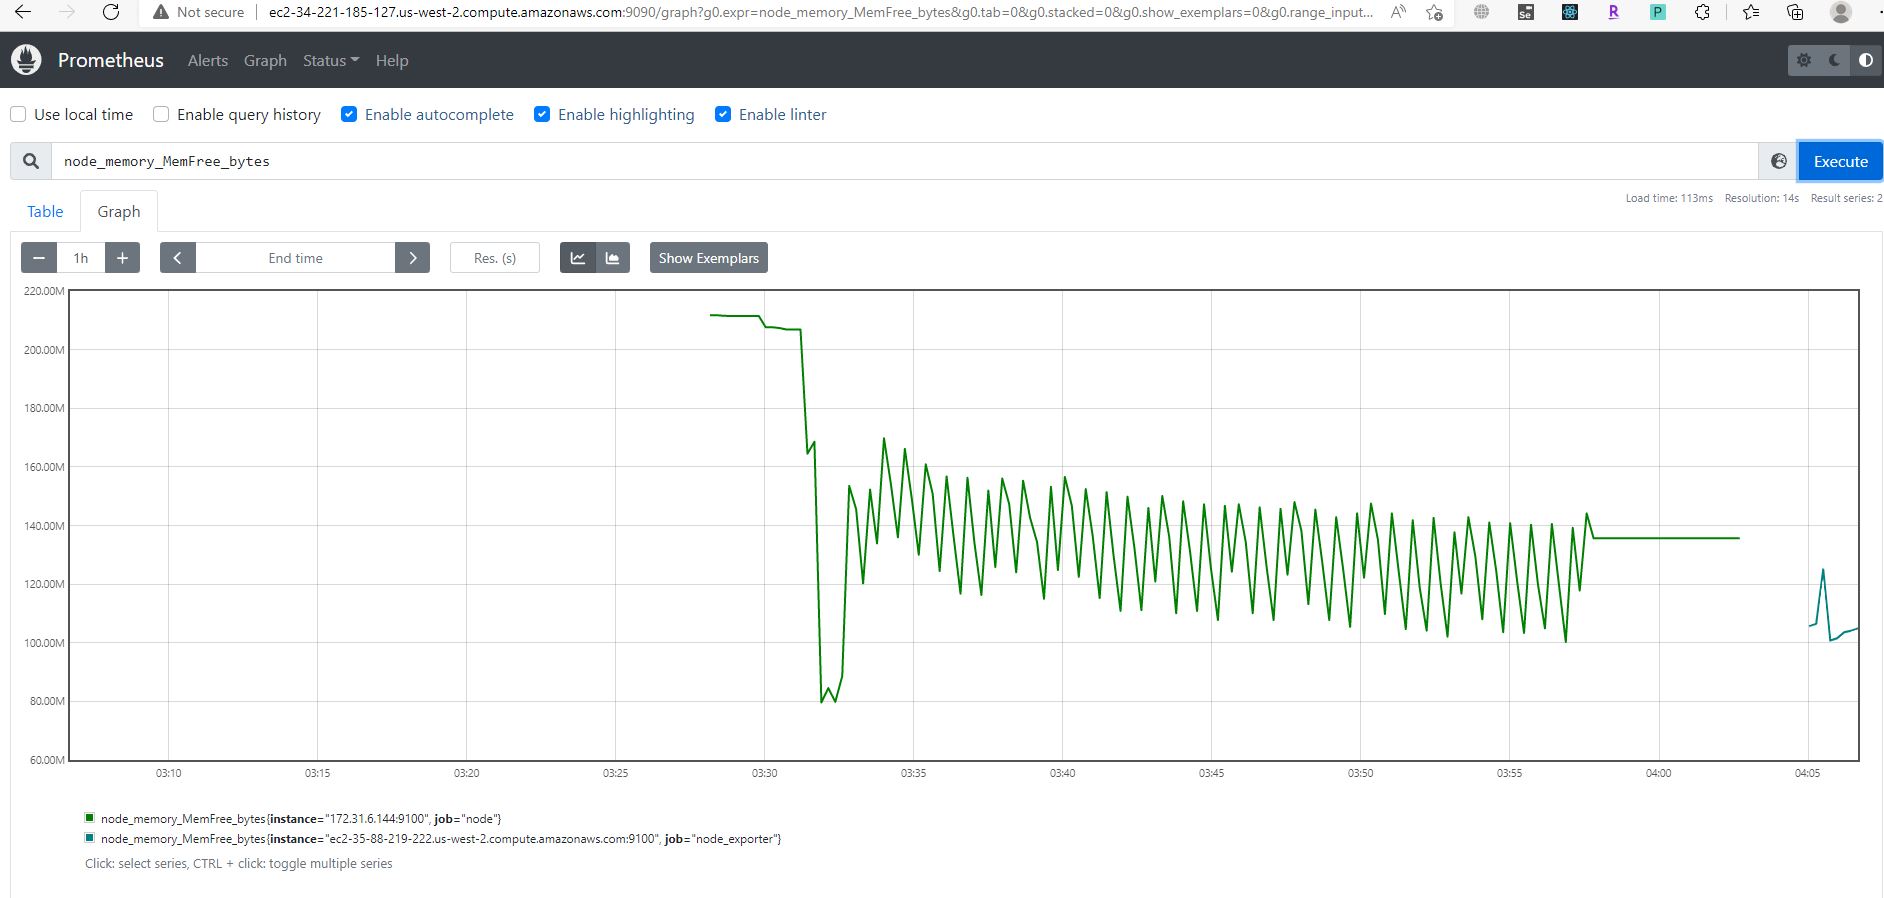 Not secure ec2-34-221-185-127.us-west-2.compute.amazonaws.com:9090/graph?g0.expr=node_memory_MemFree_bytes&g0.tab=0&g0.stacked=0&g0.show_exemplars=0&g0.range_input...
Prometheus Alerts Graph Status Help
Use local time Enable query history Enable autocomplete Enable highlighting Enable linter
node_memory_MemFree_bytes Execute
Load time: 113ms Resolution: 14s Result series: 2
Table Graph
1h End time Res. (s) Show Exemplars
220.00M
200.00M
180.00M
160.00M
140.00M
120.00M
100.00M
80.00M
60.00M
03:10 03:15 03:20 03:25 03:30 03:35 03:40 03:45 03:50 03:55 04:00 04:05
node_memory_MemFree_bytes{instance="172.31.6.144:9100", job="node"}
node_memory_MemFree_bytes{instance="ec2-35-88-219-222.us-west-2.compute.amazonaws.com:9100", job="node_exporter"}
Click: select series, CTRL + click: toggle multiple series